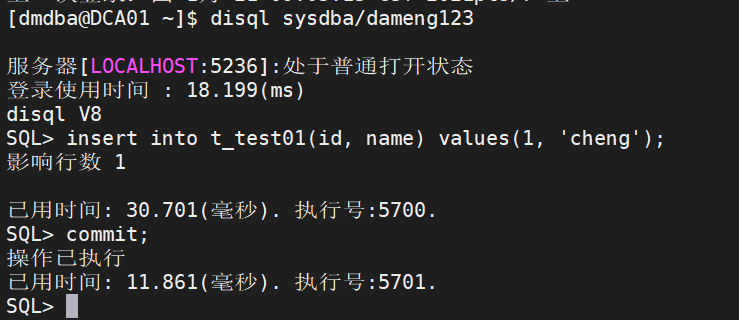 [dmdba@DCA01 ~]$ disql sysdba/dameng123
服务器[LOCALHOST:5236]:处于普通打开状态
登录使用时间 : 18.199(ms)
disql V8
SQL> insert into t_test01(id, name) values(1, 'cheng');
影响行数 1
已用时间: 30.701(毫秒). 执行号:5700.
SQL> commit;
操作已执行
已用时间: 11.861(毫秒). 执行号:5701.
SQL>